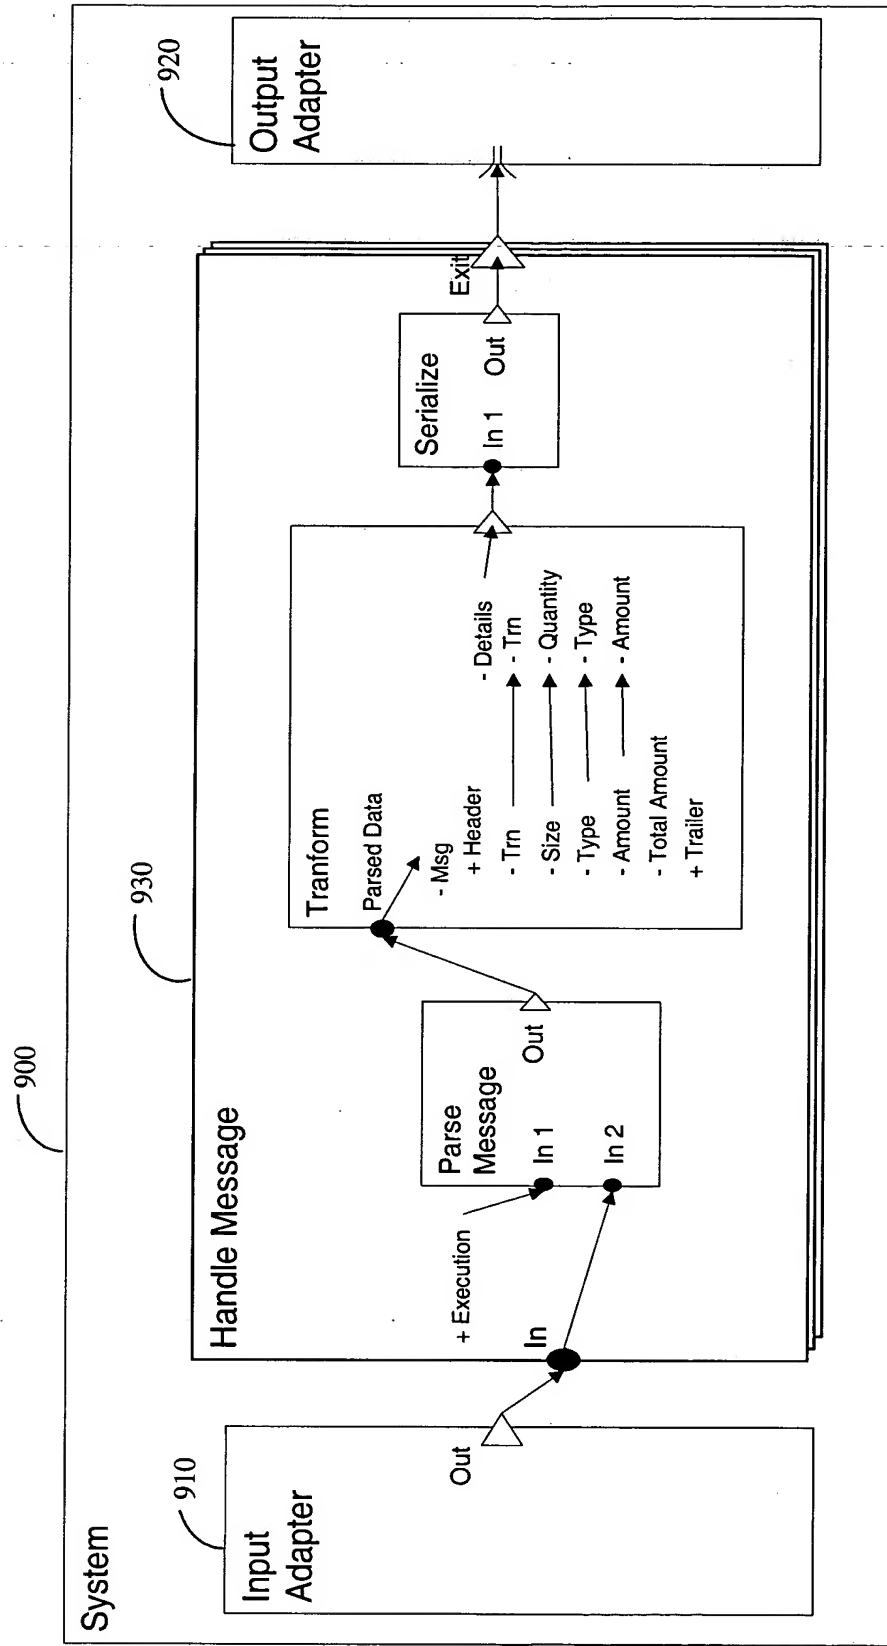 System
900
910
Input
Adapter
Out
930
Handle Message
In
+ Execution
Parse
Message
In 1
In 2
Out
Tranform
Parsed Data
- Msg
+ Header
- Trn
- Size
- Type
- Amount
- Total Amount
+ Trailer
- Details
- Trn
- Quantity
- Type
- Amount
Serialize
In 1
Out
Exit
920
Output
Adapter